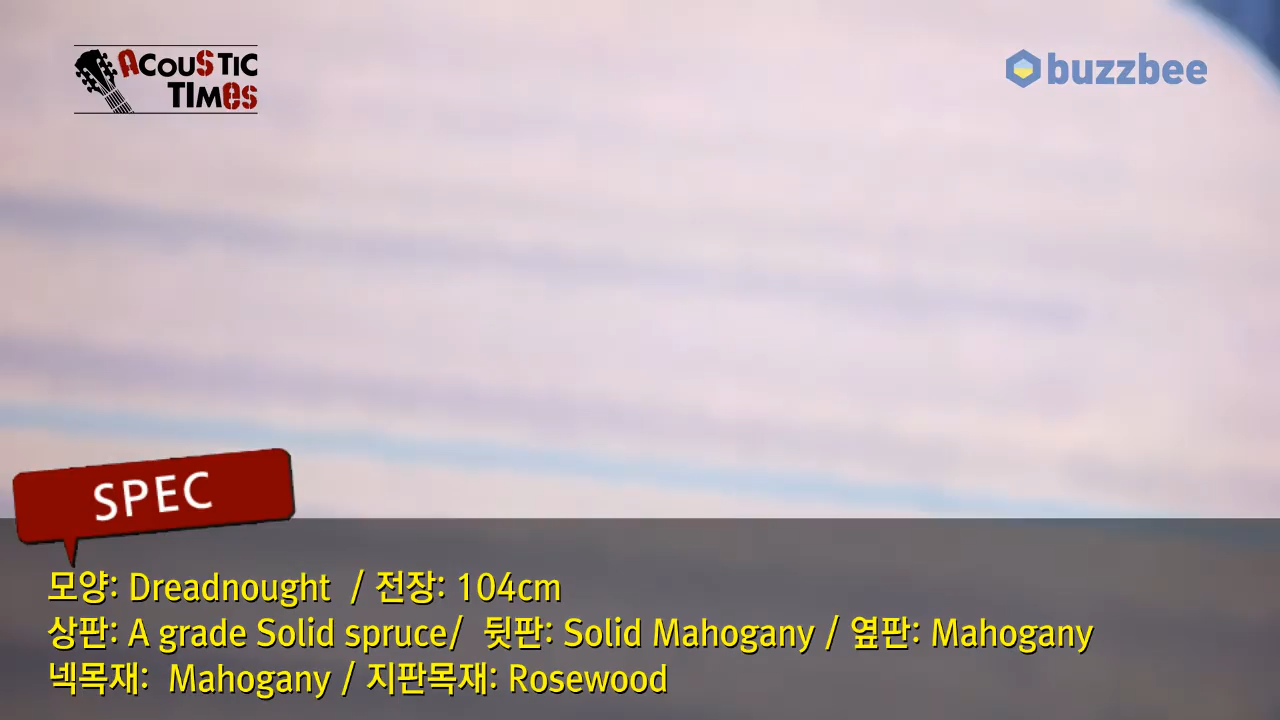 ACOUSTIC
TIMES
buzzbee
SPEC
모양: Dreadnought / 전장: 104cm
상판: A grade Solid spruce/ 뒷판: Solid Mahogany / 옆판: Mahogany
넥목재: Mahogany / 지판목재: Rosewood